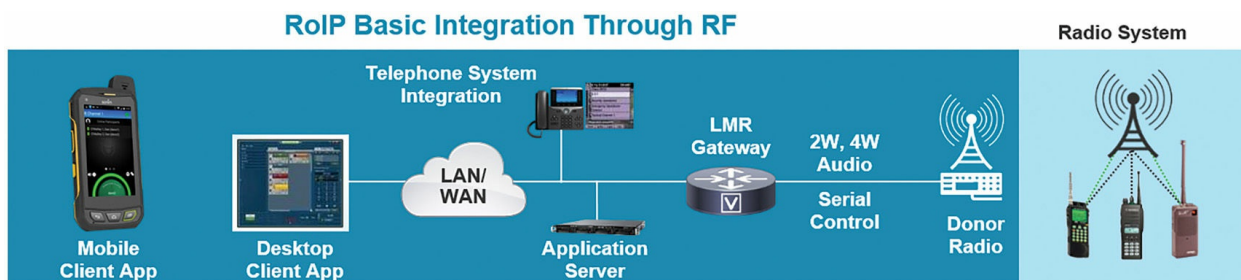 RoIP Basic Integration Through RF
Radio System
Telephone System
Integration
LMR
Gateway
2W, 4W
Audio
LAN/
WAN
V
Serial
Control
Mobile
Client App
Desktop
Client App
Application
Server
Donor
Radio